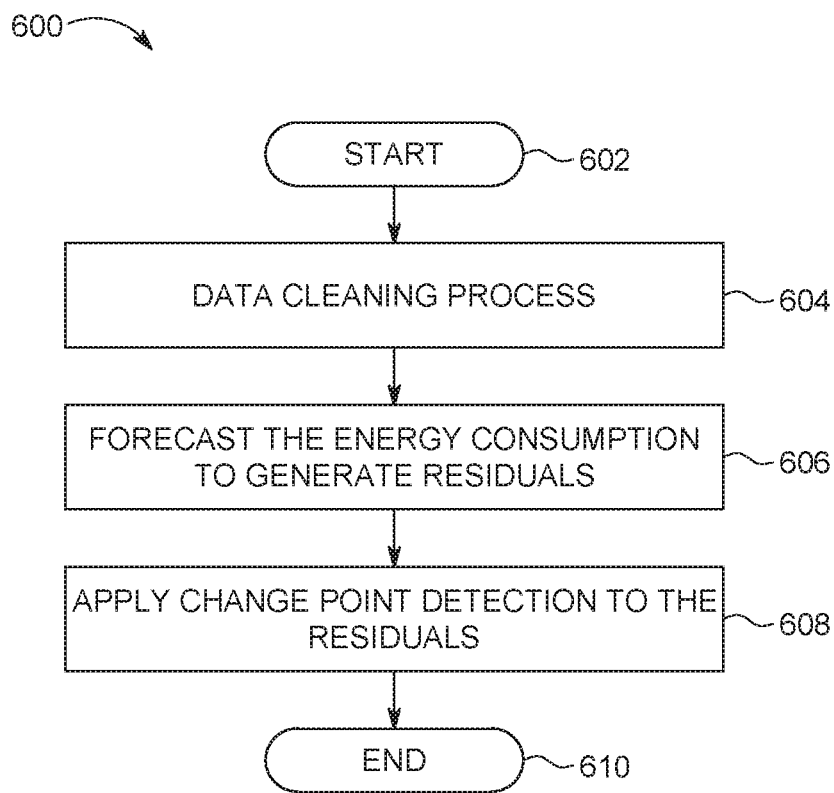 600
START
602
DATA CLEANING PROCESS
604
FORECAST THE ENERGY CONSUMPTION
TO GENERATE RESIDUALS
606
APPLY CHANGE POINT DETECTION TO THE
RESIDUALS
608
END
610